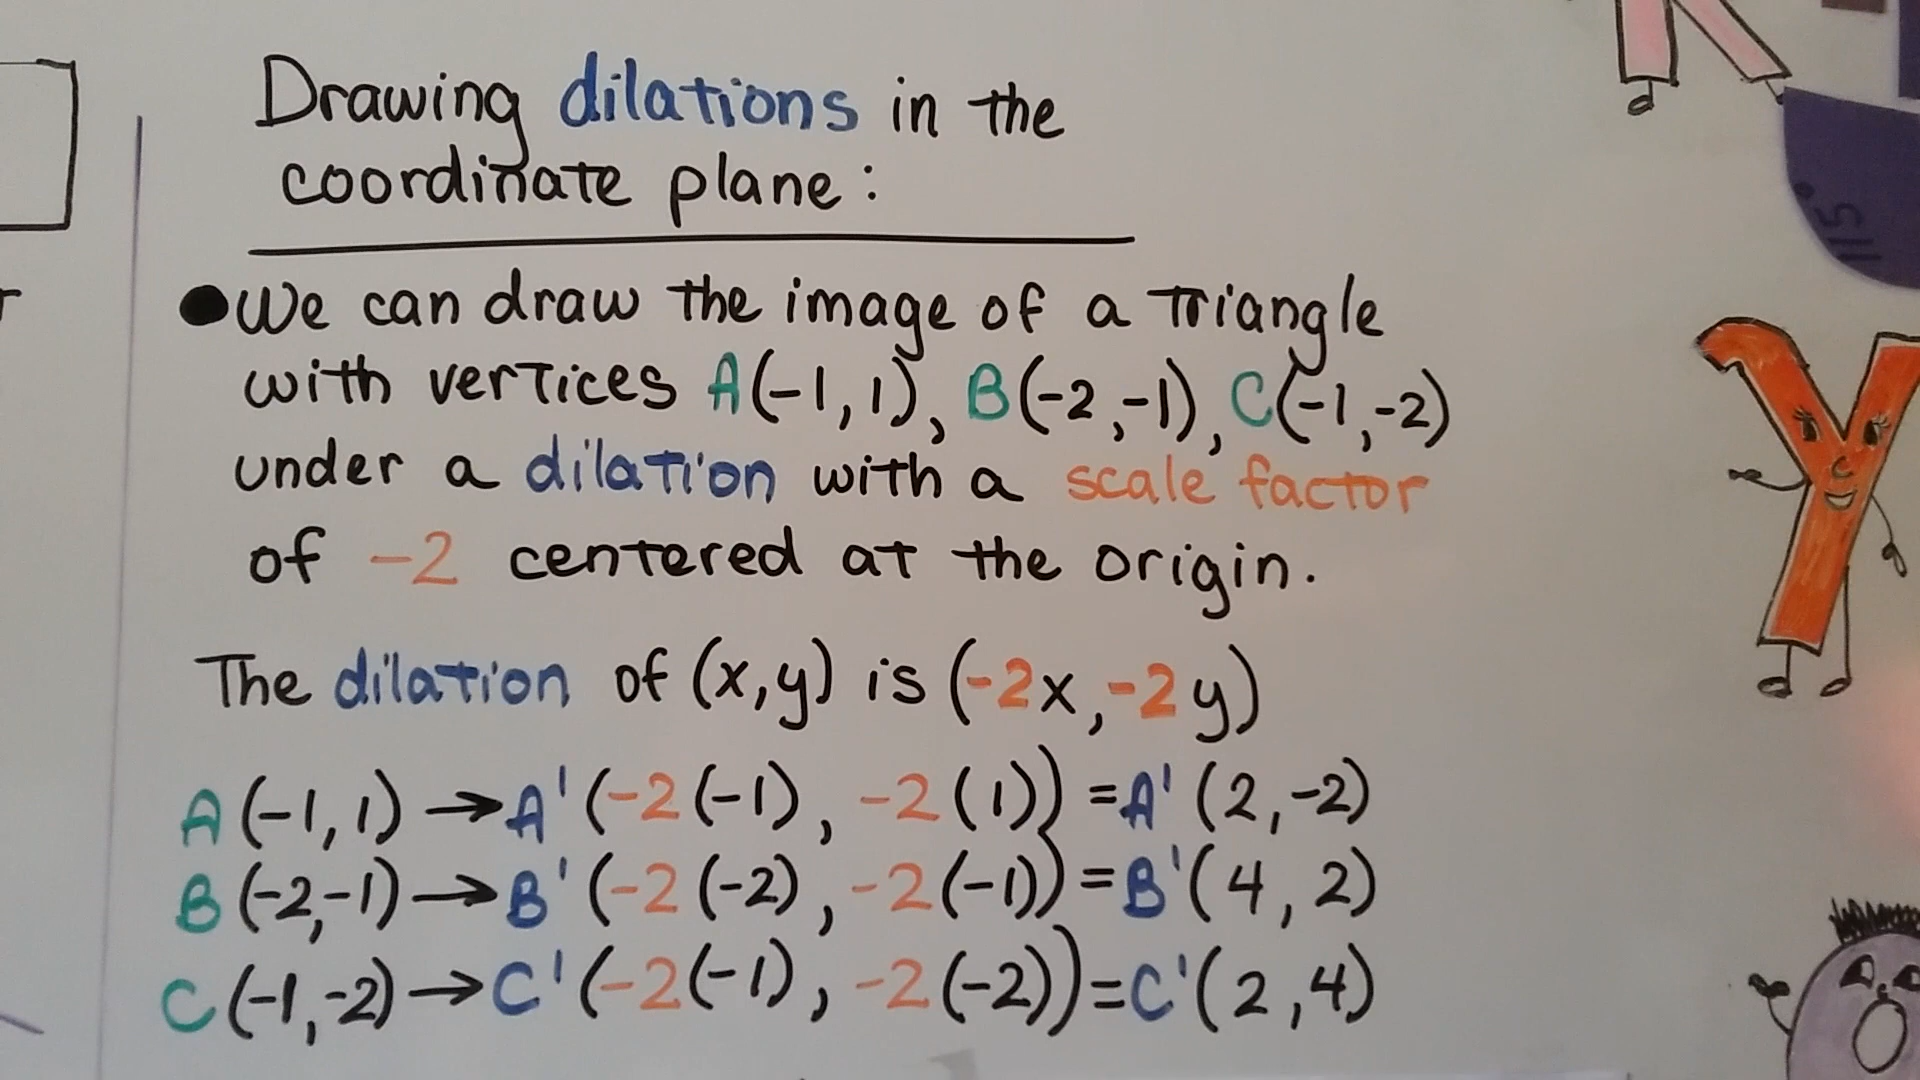 Drawing dilations in the
coordinate plane:
●We can draw the image of a triangle
with vertices A(-1,1), B(-2,-1), C(-1,-2)
under a dilation with a scale factor
of -2 centered at the origin.
The dilation of (x,y) is (-2x,-2y)
A(-1,1)→A'(-2(-1), -2(1))=A'(2,-2)
B(-2,-1)→B'(-2(-2), -2(-1))=B'(4,2)
C(-1,-2)→C'(-2(-1), -2(-2))=C'(2,4)